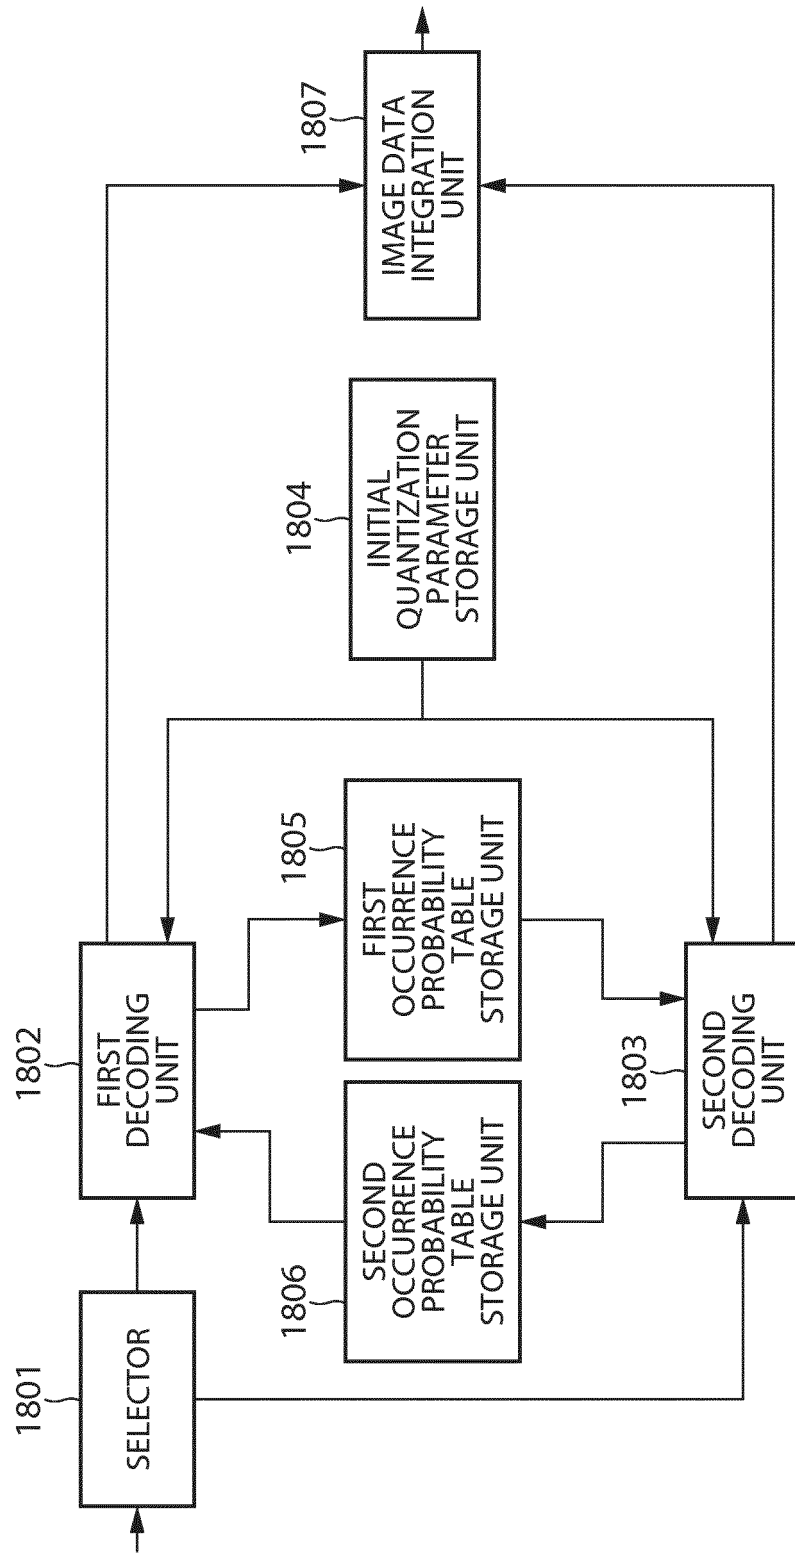 1801
SELECTOR
1802
FIRST
DECODING
UNIT
1806
SECOND
OCCURRENCE
PROBABILITY
TABLE
STORAGE UNIT
1805
FIRST
OCCURRENCE
PROBABILITY
TABLE
STORAGE UNIT
1803
SECOND
DECODING
UNIT
1804
INITIAL
QUANTIZATION
PARAMETER
STORAGE UNIT
1807
IMAGE DATA
INTEGRATION
UNIT